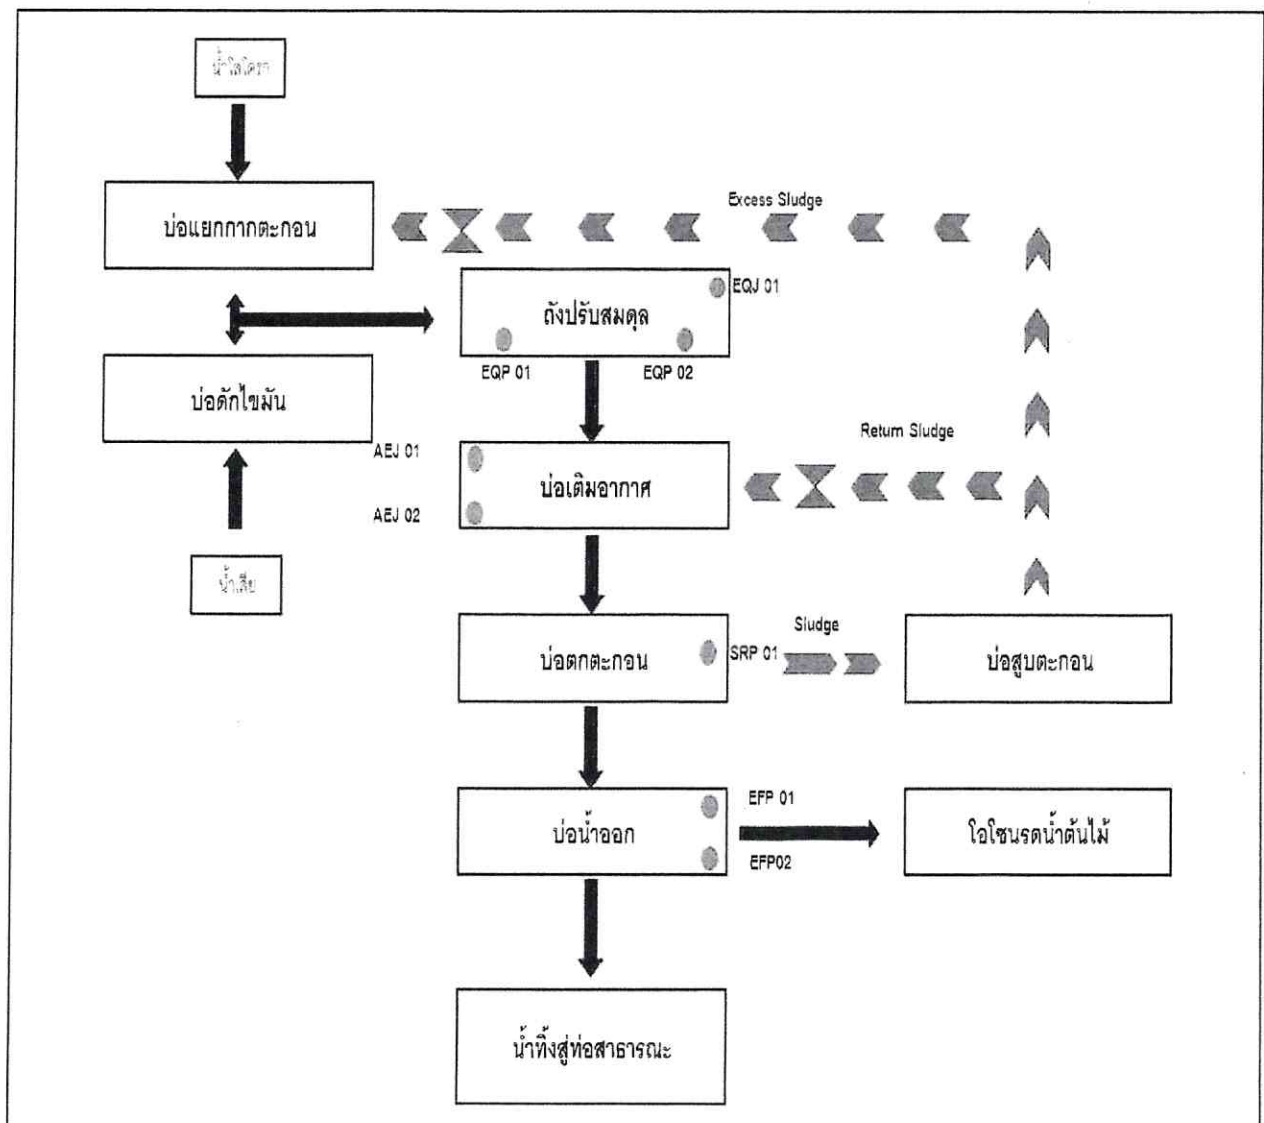 น้ำโสโครก
บ่อแยกกากตะกอน
Excess Sludge
ถังปรับสมดุล
EQJ 01
EQP 01
EQP 02
บ่อดักไขมัน
AEJ 01
AEJ 02
บ่อเติมอากาศ
Return Sludge
น้ำเสีย
บ่อตกตะกอน
SRP 01
Sludge
บ่อสูบตะกอน
บ่อน้ำออก
EFP 01
EFP02
โอโซนรดน้ำต้นไม้
น้ำทิ้งสู่ท่อสาธารณะ